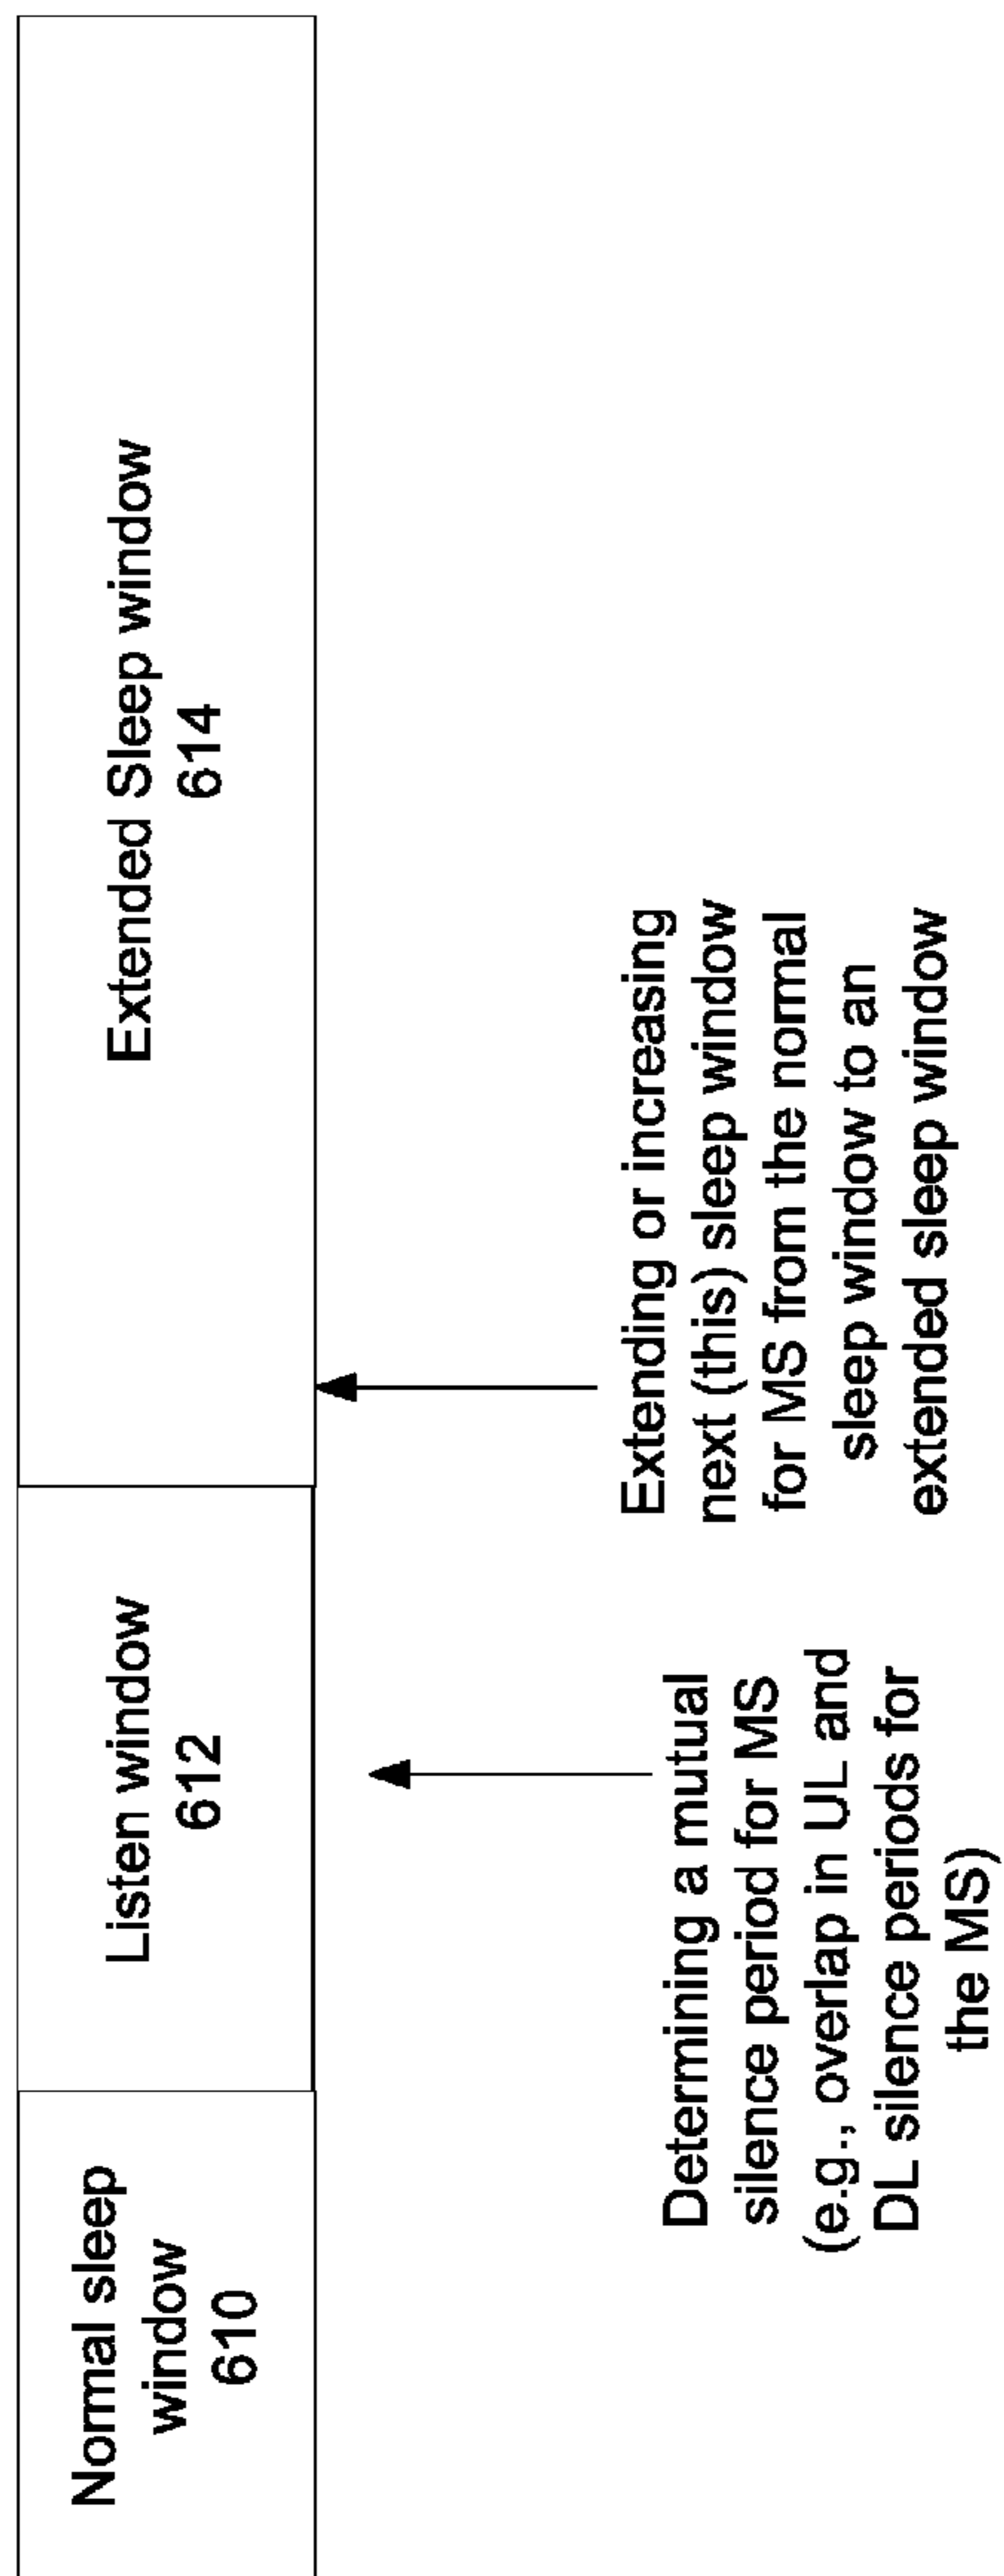 Normal sleep
window
610
Listen window
612
Extended Sleep window
614
Determining a mutual
silence period for MS
(e.g., overlap in UL and
DL silence periods for
the MS)
Extending or increasing
next (this) sleep window
for MS from the normal
sleep window to an
extended sleep window